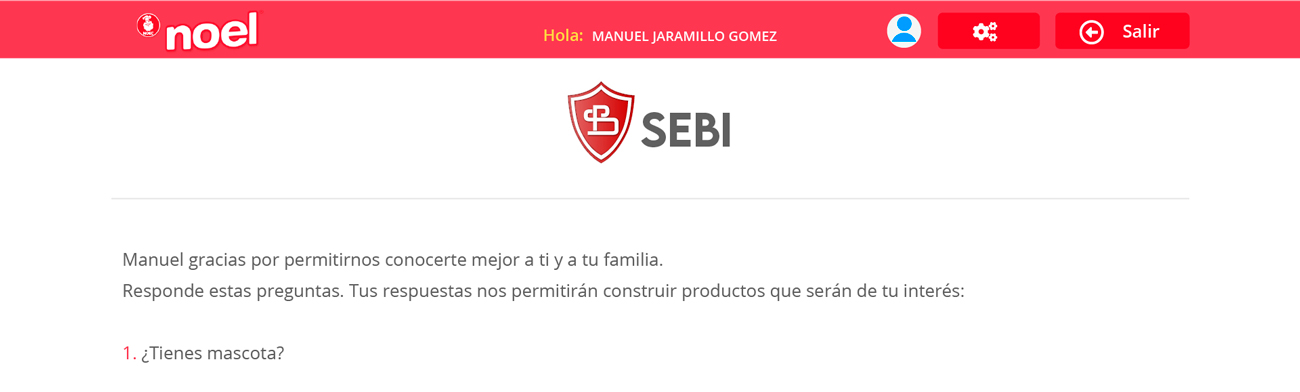 noel
Hola: MANUEL JARAMILLO GOMEZ
Salir
SEBI
Manuel gracias por permitirnos conocerte mejor a ti y a tu familia.
Responde estas preguntas. Tus respuestas nos permitirán construir productos que serán de tu interés:
1. ¿Tienes mascota?